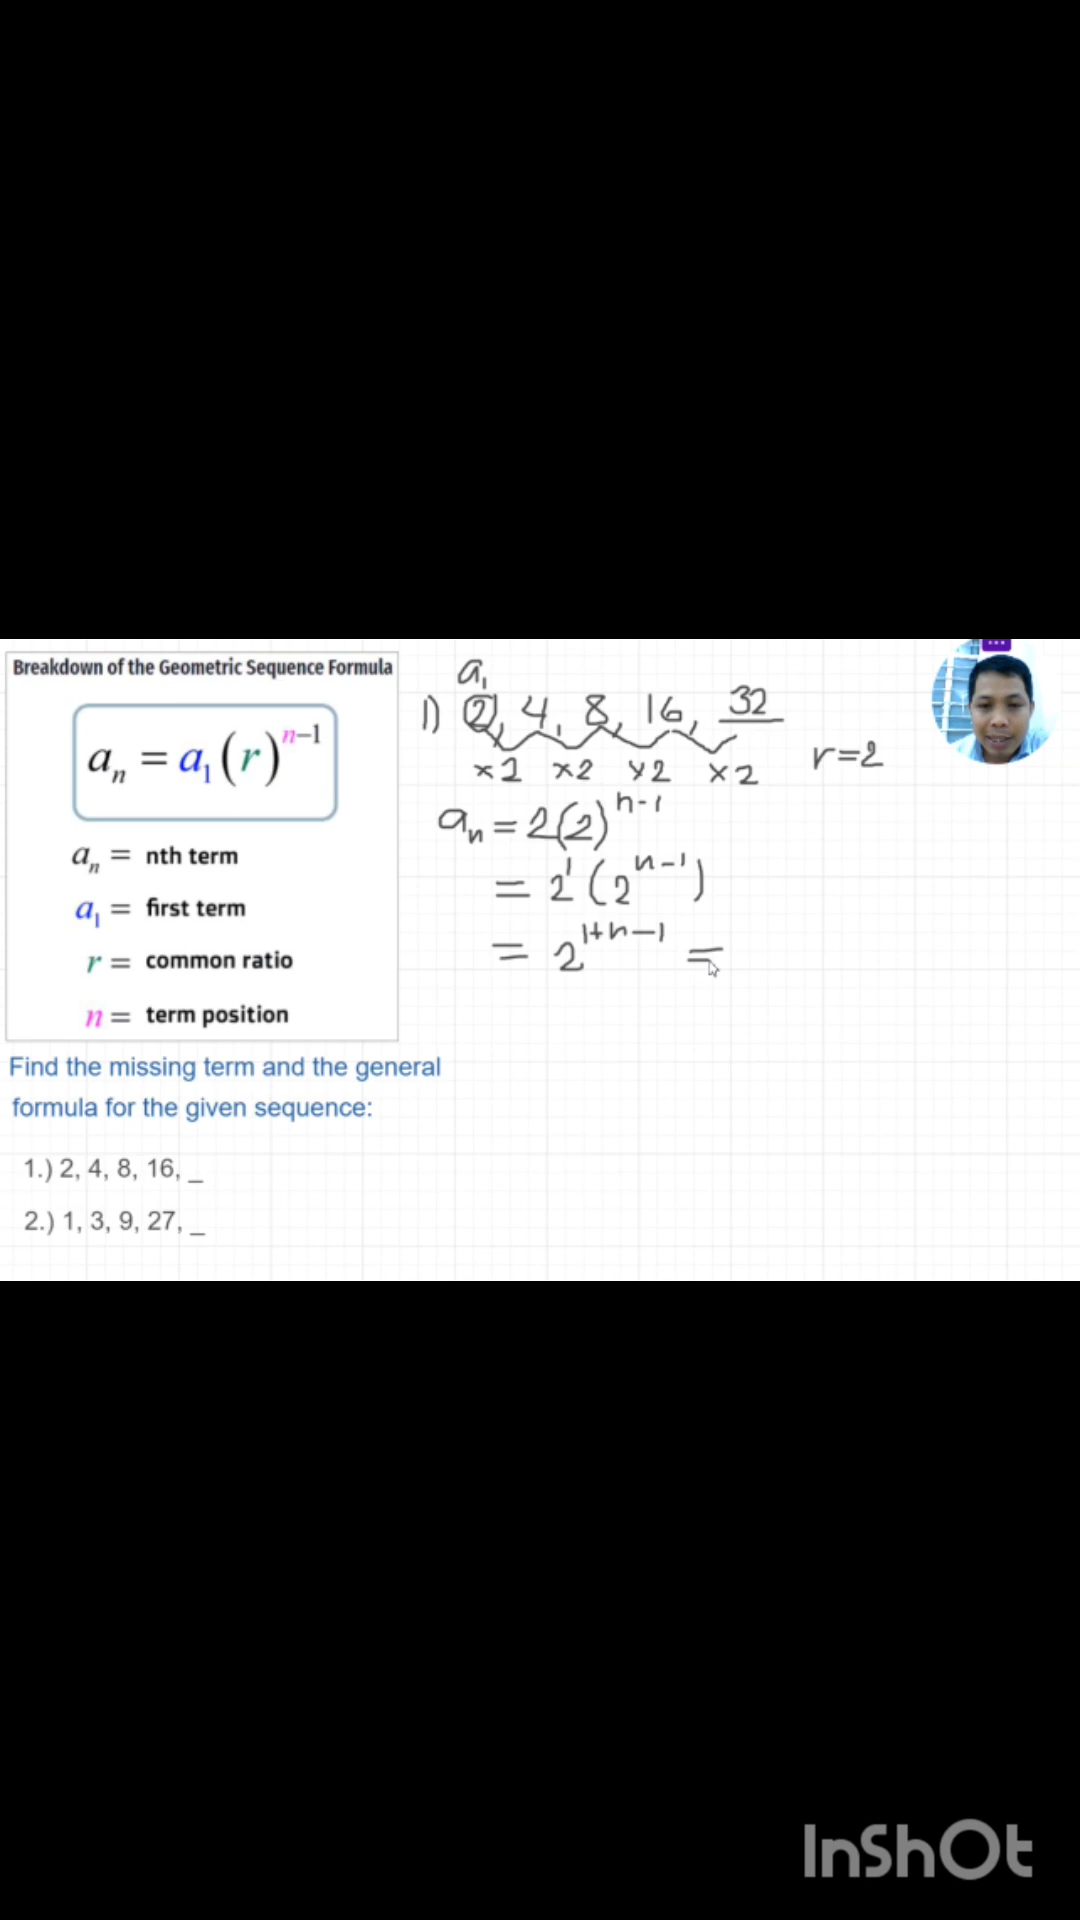 Breakdown of the Geometric Sequence Formula
aₙ = a₁(r)ⁿ⁻¹
aₙ = nth term
a₁ = first term
r = common ratio
n = term position
Find the missing term and the general
formula for the given sequence:
1.) 2, 4, 8, 16, _
2.) 1, 3, 9, 27, _
a₁
1) 2, 4, 8, 16, 32
×2 ×2 ×2 ×2 r=2
aₙ = 2(2)ⁿ⁻¹
= 2¹(2ⁿ⁻¹)
= 2¹⁺ⁿ⁻¹ =
InShOt